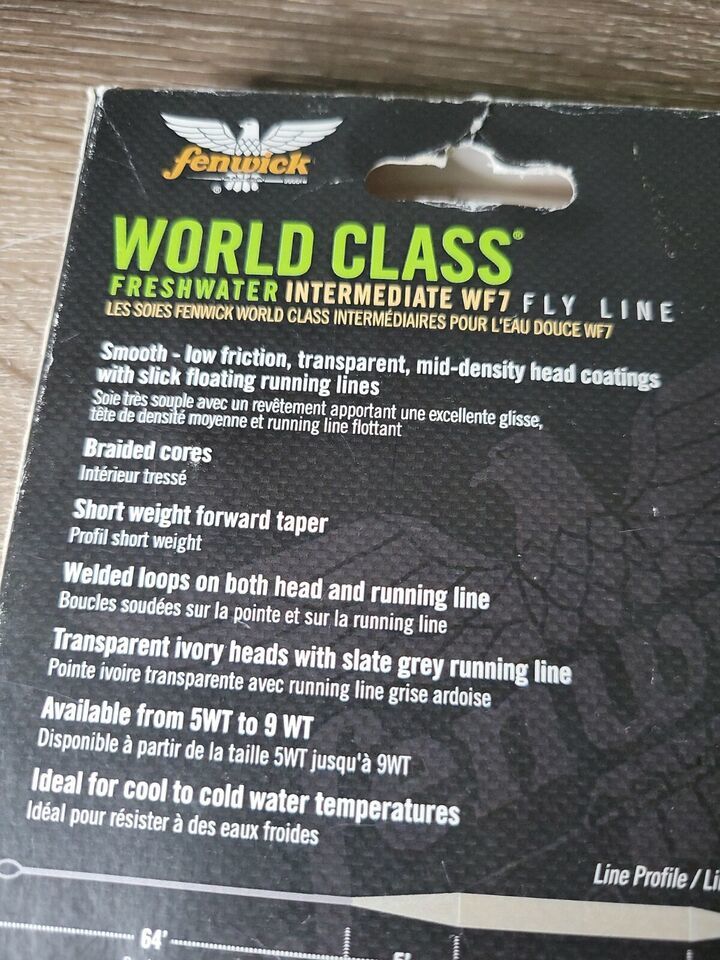 fenwick
WORLD CLASS®
FRESHWATER INTERMEDIATE WF7 FLY LINE
LES SOIES FENWICK WORLD CLASS INTERMÉDIAIRES POUR L'EAU DOUCE WF7
Smooth - low friction, transparent, mid-density head coatings
with slick floating running lines
Soie très souple avec un revêtement apportant une excellente glisse,
tête de densité moyenne et running line flottant
Braided cores
Intérieur tressé
Short weight forward taper
Profil short weight
Welded loops on both head and running line
Boucles soudées sur la pointe et sur la running line
Transparent ivory heads with slate grey running line
Pointe ivoire transparente avec running line grise ardoise
Available from 5WT to 9 WT
Disponible à partir de la taille 5WT jusqu'à 9WT
Ideal for cool to cold water temperatures
Idéal pour résister à des eaux froides
Line Profile /
64'